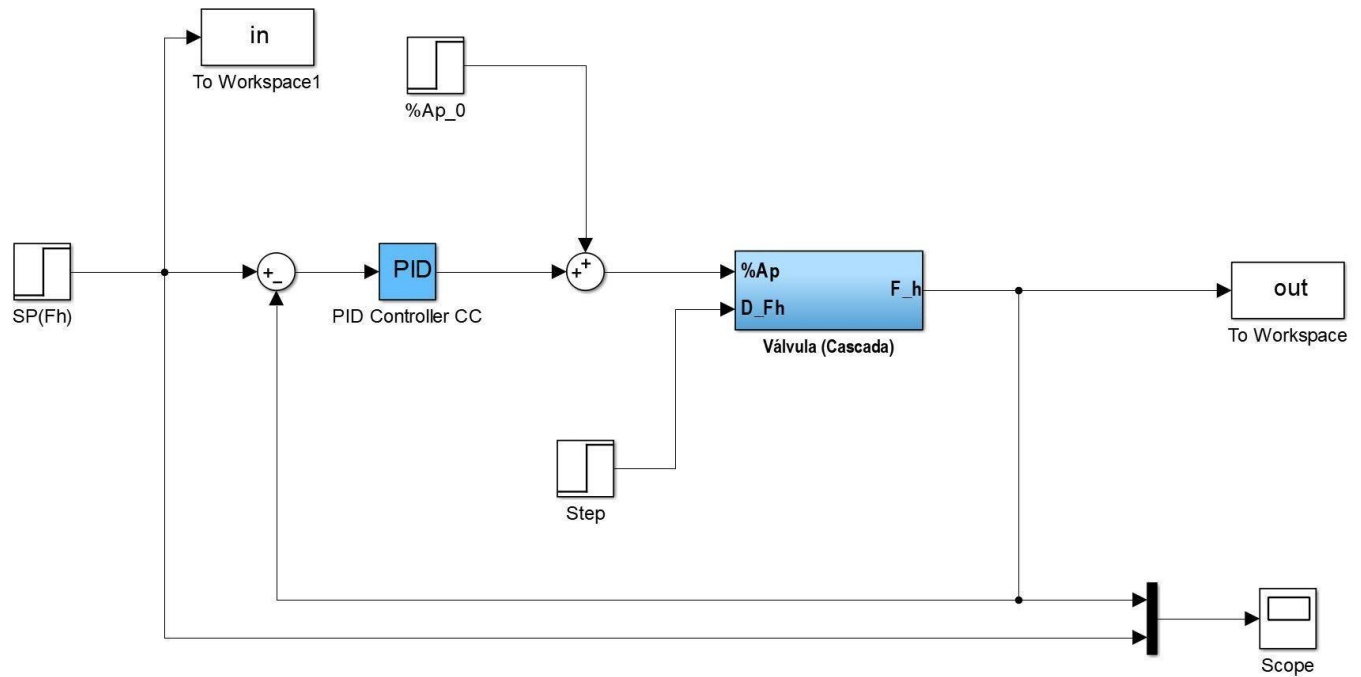 in
To Workspace1
%Ap_0
SP(Fh)
+
−
PID
PID Controller CC
+
+
%Ap
D_Fh
F_h
Válvula (Cascada)
out
To Workspace
Step
Scope